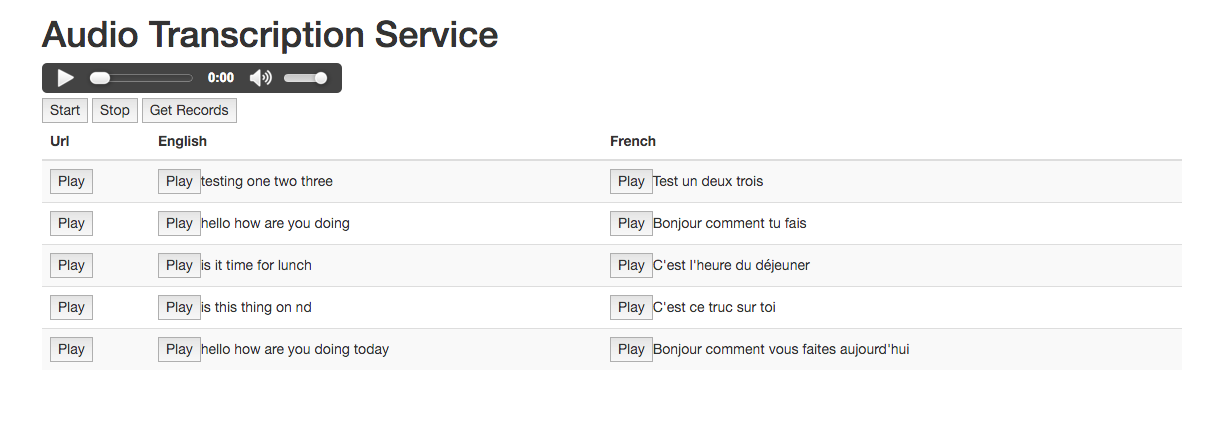 Audio Transcription Service
0:00
Start Stop Get Records
Url English French
Play Play testing one two three Play Test un deux trois
Play Play hello how are you doing Play Bonjour comment tu fais
Play Play is it time for lunch Play C'est l'heure du déjeuner
Play Play is this thing on nd Play C'est ce truc sur toi
Play Play hello how are you doing today Play Bonjour comment vous faites aujourd'hui